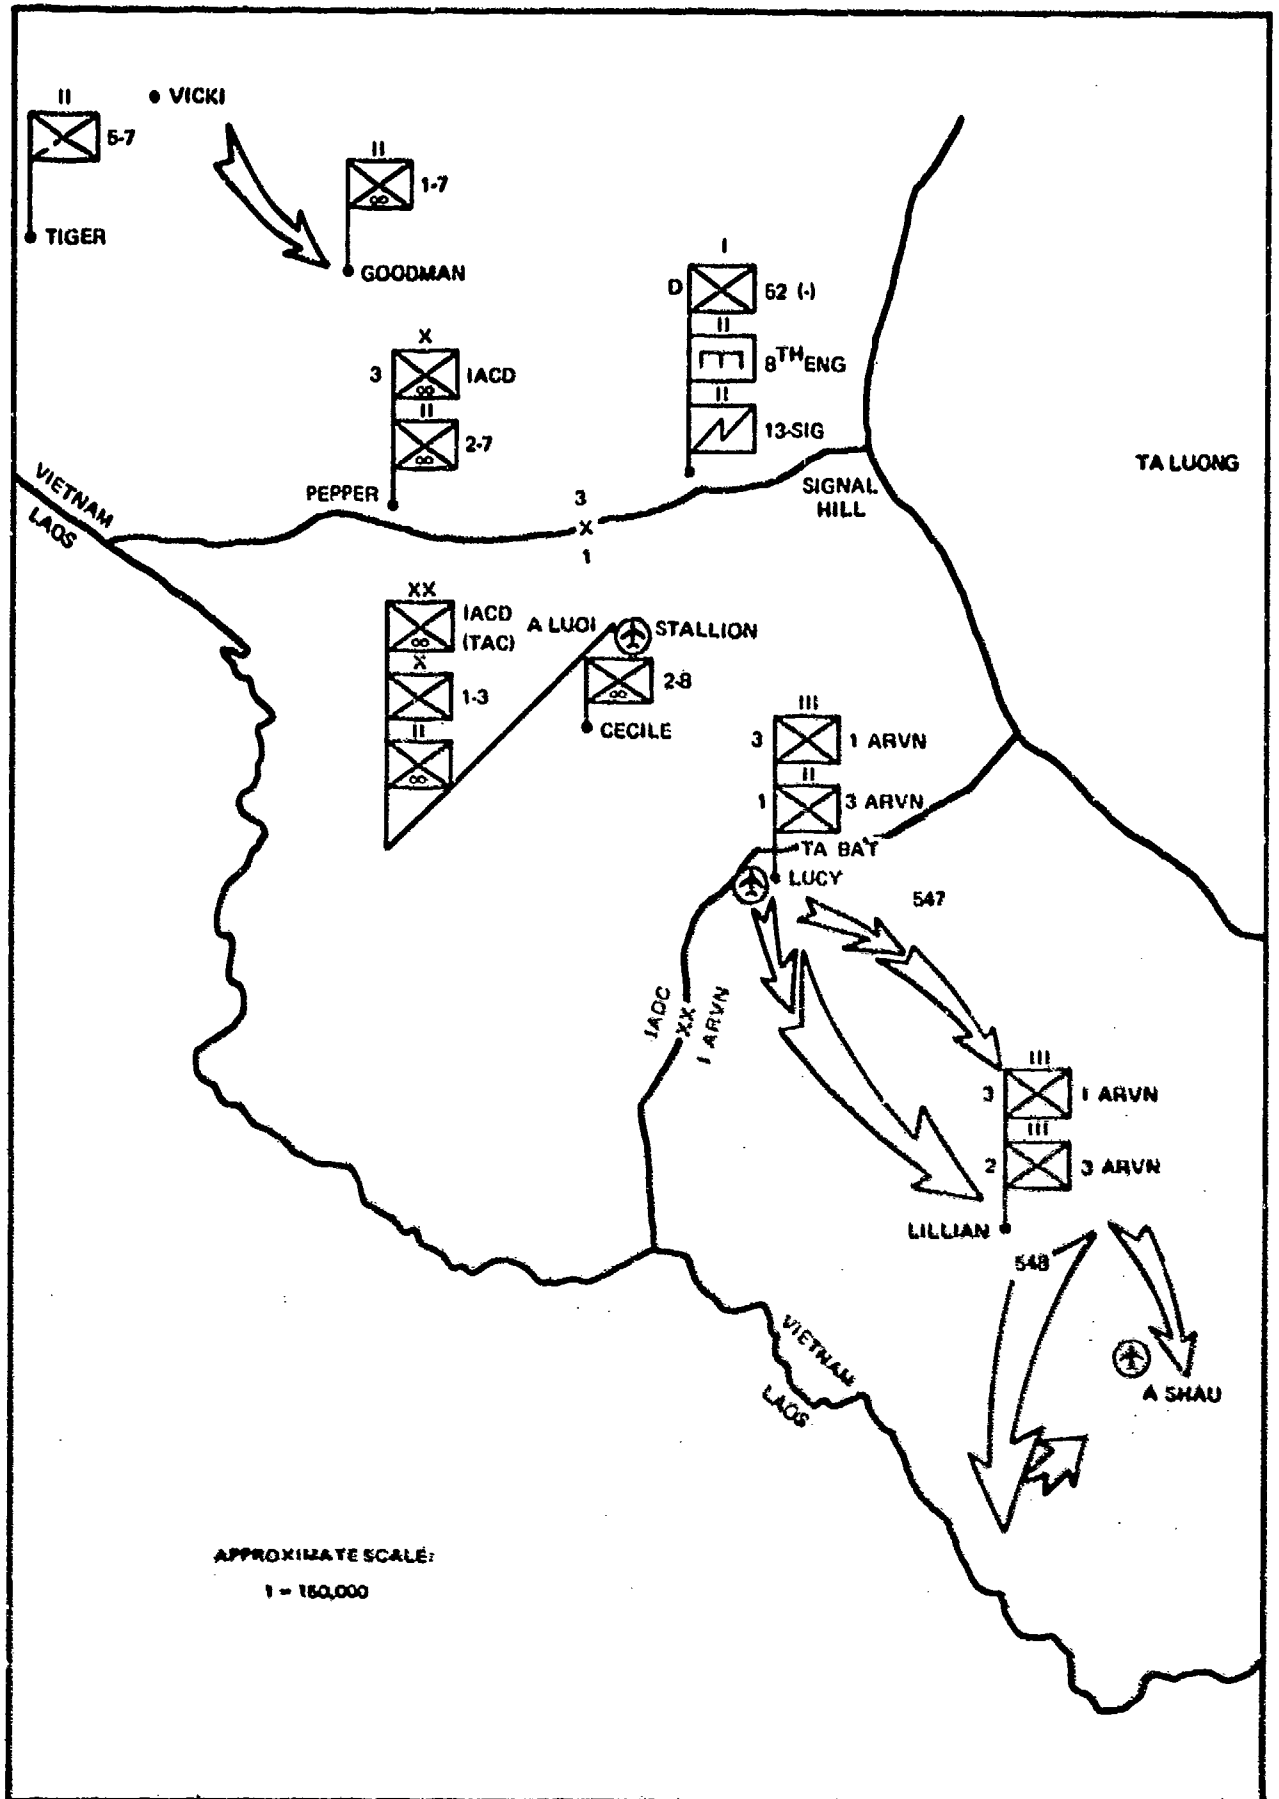 VICKI
II
5-7
TIGER
II
1-7
GOODMAN
I
D 52 (-)
II
8TH ENG
II
13-SIG
X
3 IACD
II
2-7
PEPPER
SIGNAL
HILL
TA LUONG
VIETNAM
LAOS
3
X
1
XX
IACD
(TAC)
X
1-3
II
A LUOI
STALLION
2-8
CECILE
III
3 1 ARVN
II
1 3 ARVN
TA BAT
LUCY
547
IADC
XX
I ARVN
III
3 I ARVN
III
2 3 ARVN
LILLIAN
548
A SHAU
VIETNAM
LAOS
APPROXIMATE SCALE:
1 = 150,000